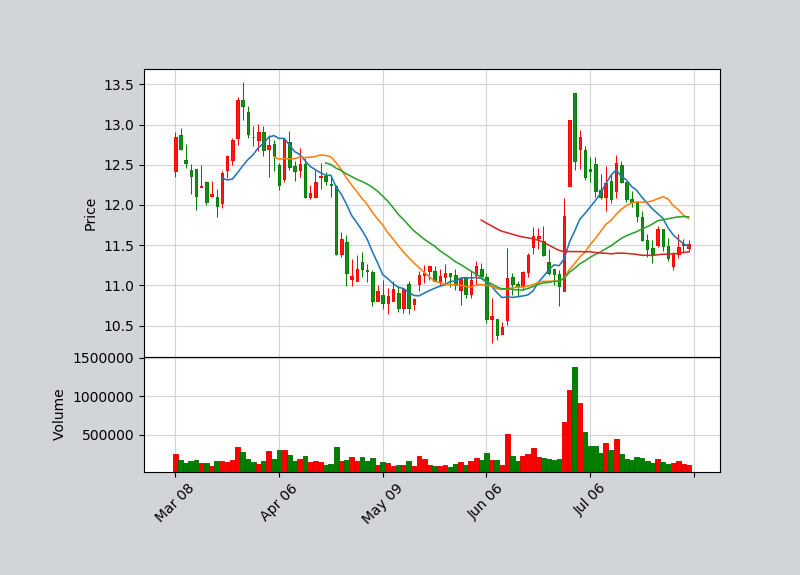 13.5
13.0
12.5
12.0
11.5
11.0
10.5
Price
1500000
1000000
500000
Volume
Mar 08
Apr 06
May 09
Jun 06
Jul 06